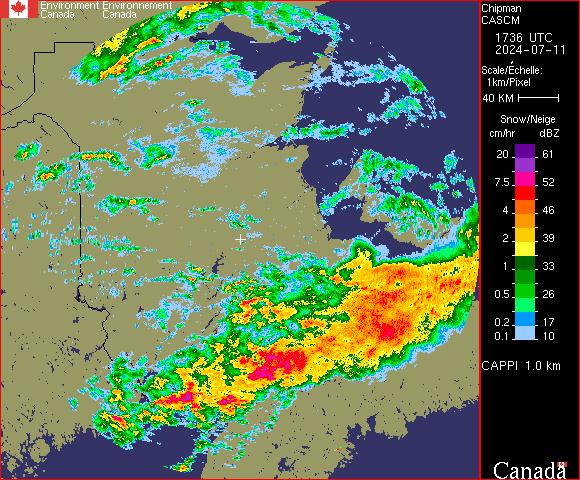 Environment Environnement
Canada Canada
Chipman
CASCM
1736 UTC
2024-07-11
Scale/Échelle:
1km/Pixel
40 KM
Snow/Neige
cm/hr dBZ
20 61
7.5 52
4 46
2 39
1 33
0.5 26
0.2 17
0.1 10
CAPPI 1.0 km
Canada